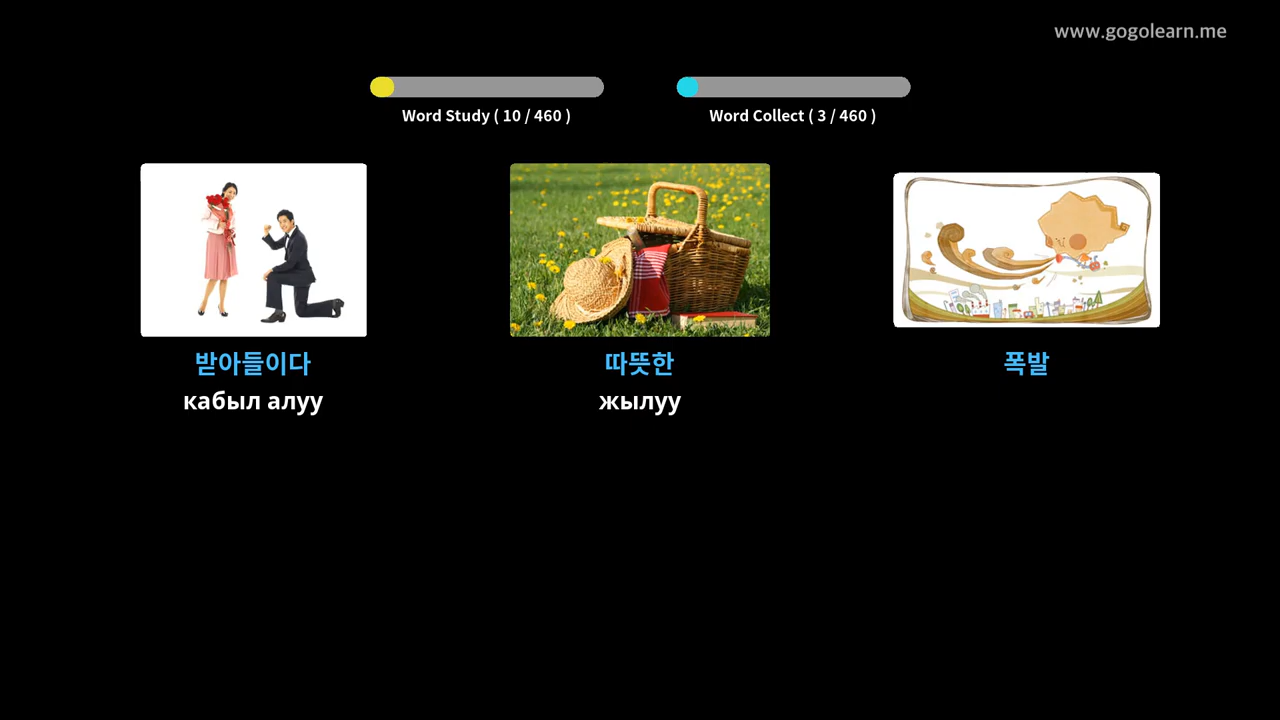 www.gogolearn.me
Word Study ( 10 / 460 )
Word Collect ( 3 / 460 )
받아들이다
кабыл алуу
따뜻한
жылуу
폭발